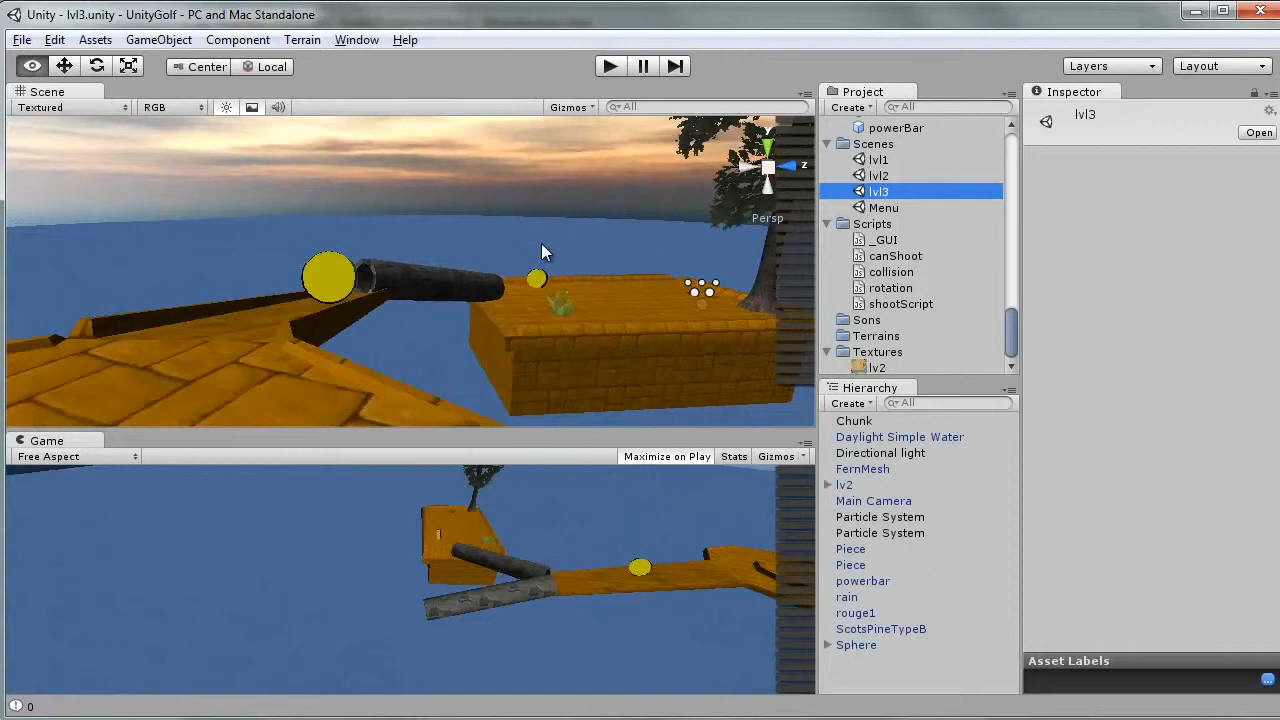 Unity - lvl3.unity - UnityGolf - PC and Mac Standalone
File Edit Assets GameObject Component Terrain Window Help
Center Local Layers Layout
Scene
Textured RGB Gizmos All
Persp
z
Game
Free Aspect Maximize on Play Stats Gizmos
Project
Create All
powerBar
Scenes
lvl1
lvl2
lvl3
Menu
Scripts
_GUI
canShoot
collision
rotation
shootScript
Sons
Terrains
Textures
lv2
Hierarchy
Create All
Chunk
Daylight Simple Water
Directional light
FernMesh
lv2
Main Camera
Particle System
Particle System
Piece
Piece
powerbar
rain
rouge1
ScotsPineTypeB
Sphere
Inspector
lvl3
Open
Asset Labels
0